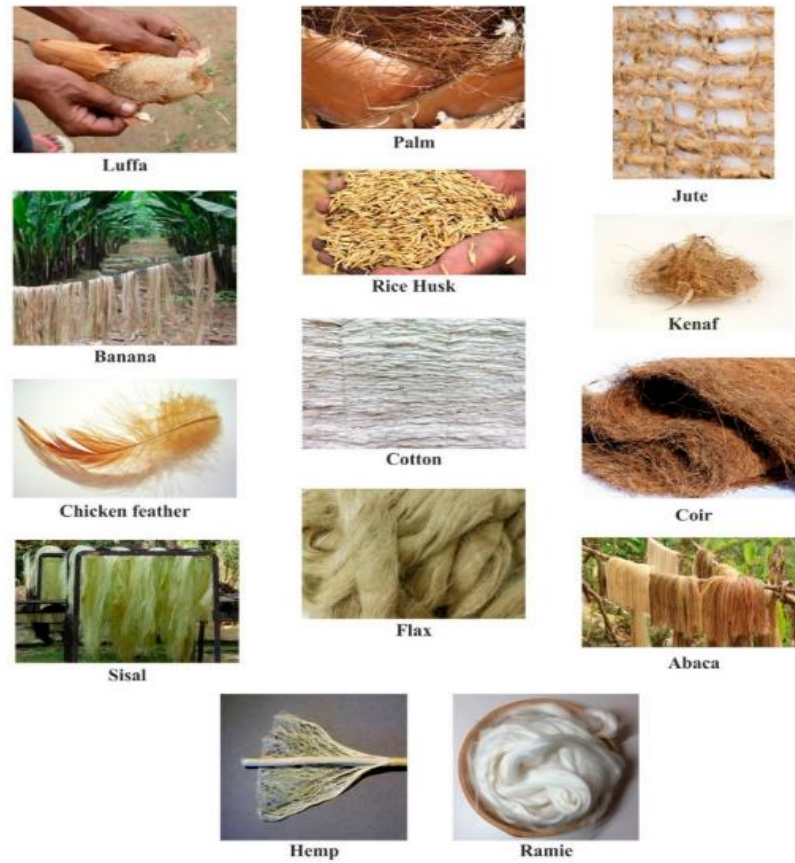 Luffa
Palm
Jute
Banana
Rice Husk
Kenaf
Chicken feather
Cotton
Coir
Sisal
Flax
Abaca
Hemp
Ramie